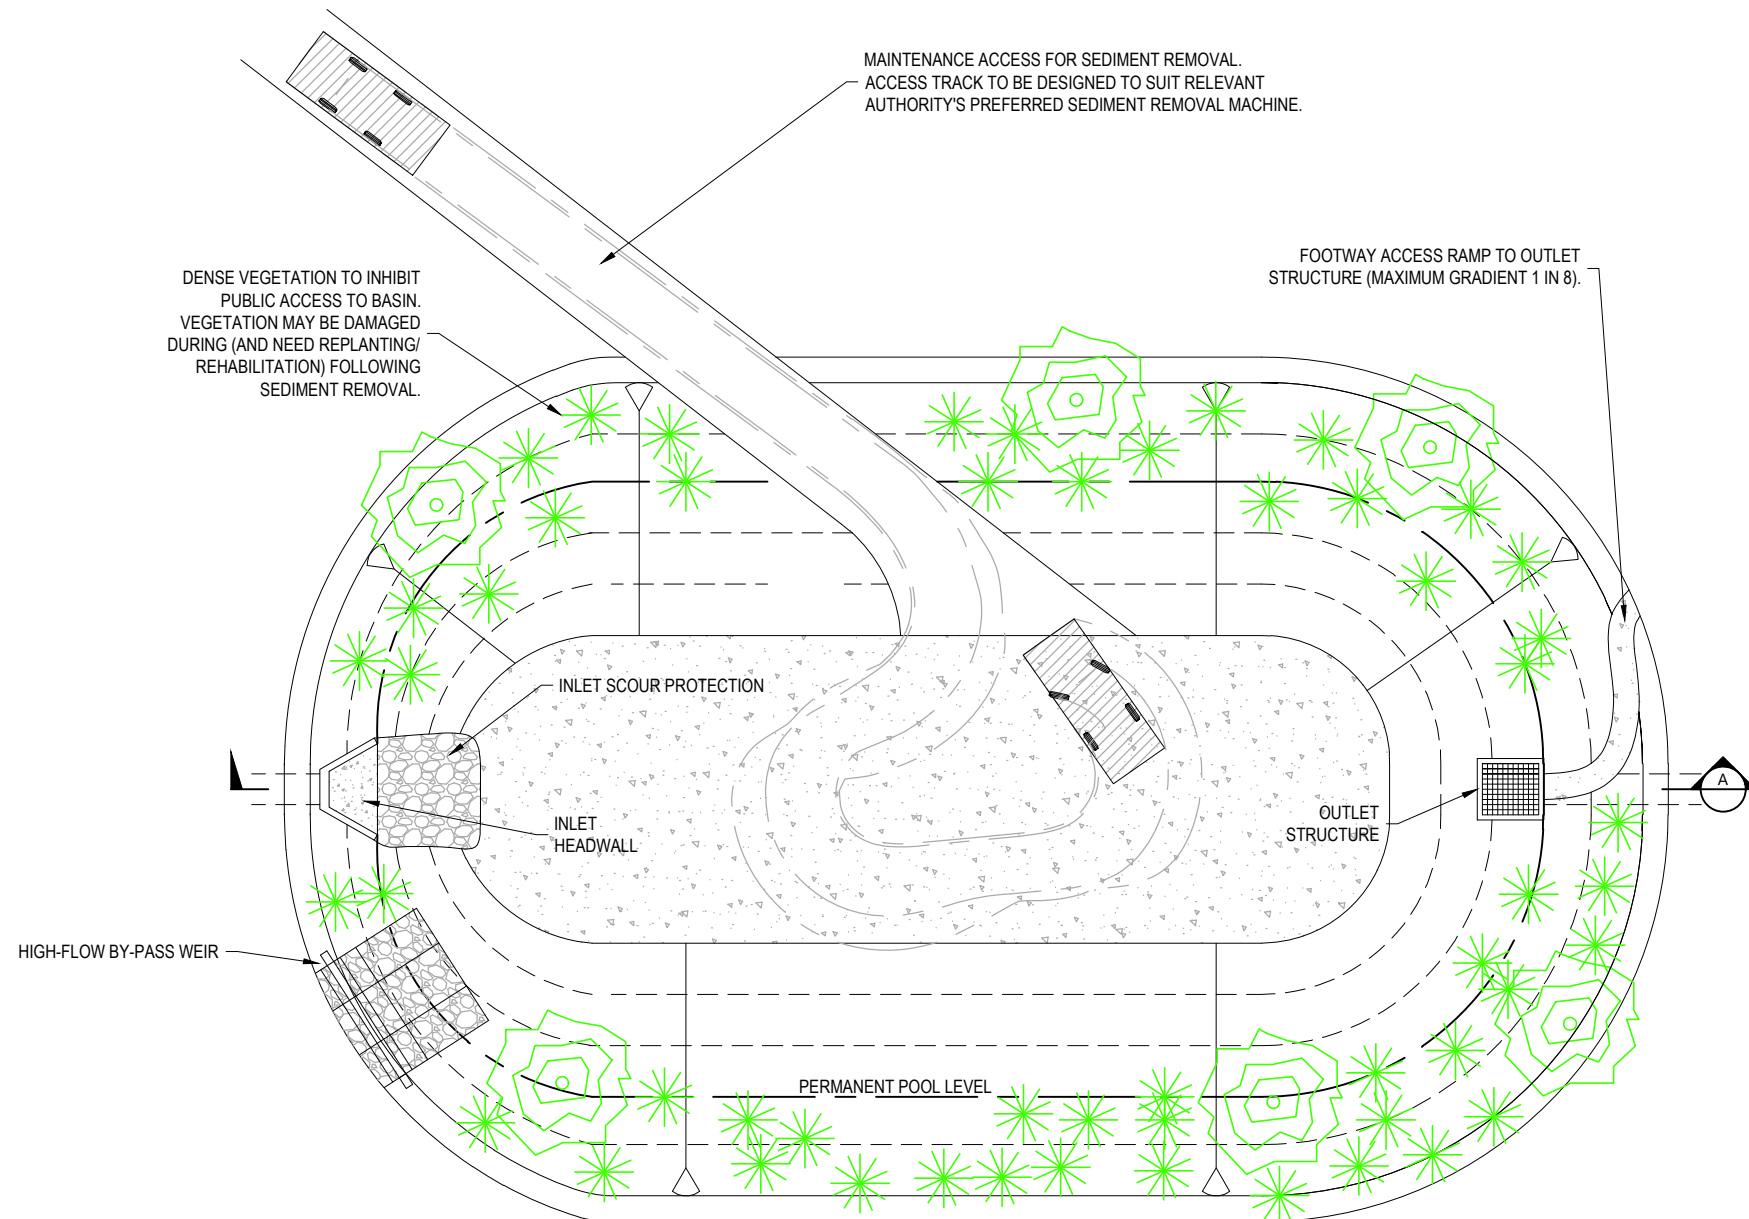 MAINTENANCE ACCESS FOR SEDIMENT REMOVAL.
ACCESS TRACK TO BE DESIGNED TO SUIT RELEVANT
AUTHORITY'S PREFERRED SEDIMENT REMOVAL MACHINE.
FOOTWAY ACCESS RAMP TO OUTLET
STRUCTURE (MAXIMUM GRADIENT 1 IN 8).
DENSE VEGETATION TO INHIBIT
PUBLIC ACCESS TO BASIN.
VEGETATION MAY BE DAMAGED
DURING (AND NEED REPLANTING/
REHABILITATION) FOLLOWING
SEDIMENT REMOVAL.
INLET SCOUR PROTECTION
INLET
HEADWALL
OUTLET
STRUCTURE
A
HIGH-FLOW BY-PASS WEIR
PERMANENT POOL LEVEL